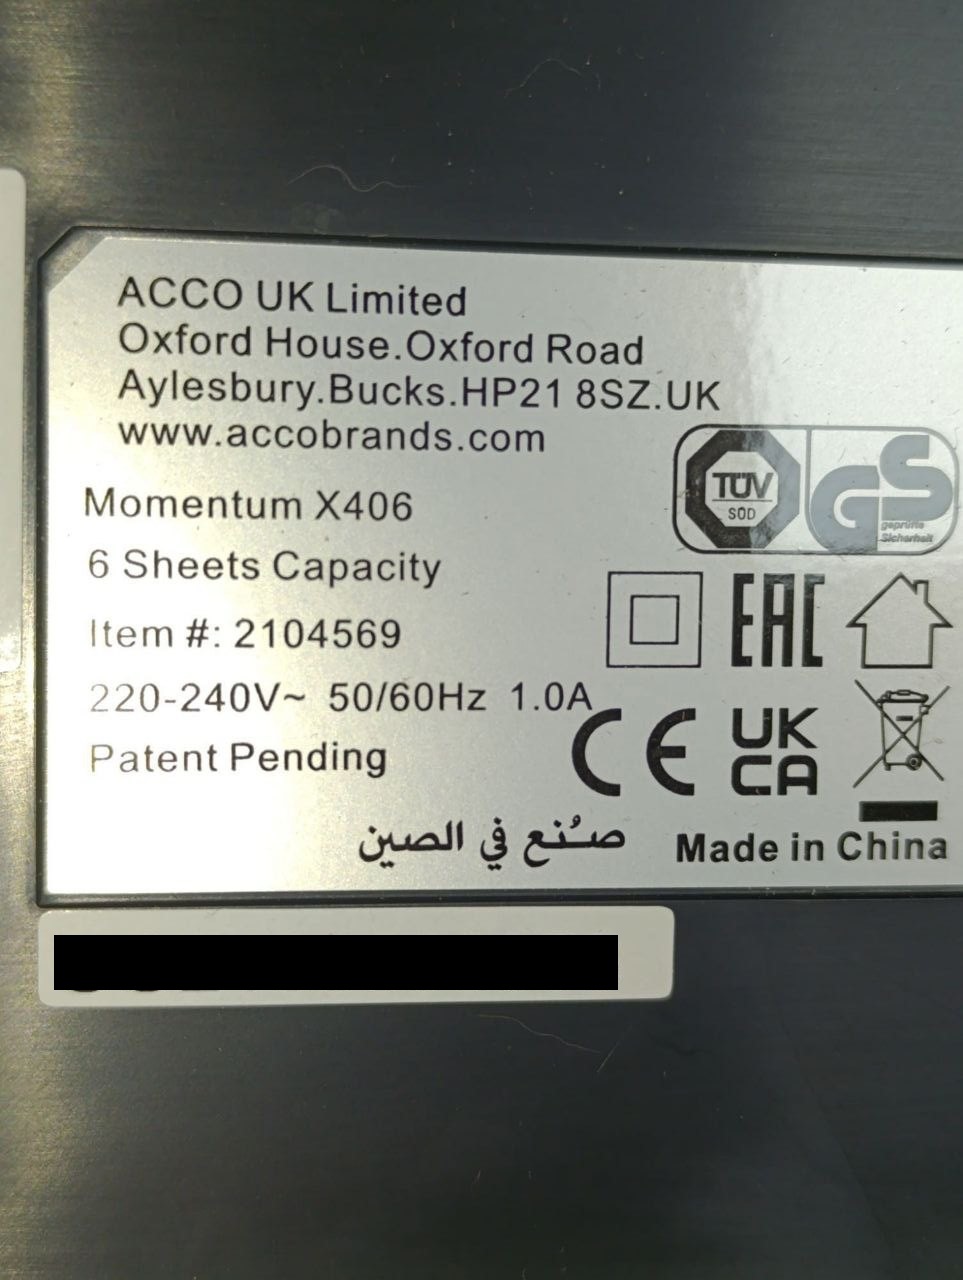 ACCO UK Limited
Oxford House.Oxford Road
Aylesbury.Bucks.HP21 8SZ.UK
www.accobrands.com
TÜV
SÜD
GS
geprüfte
Sicherheit
Momentum X406
6 Sheets Capacity
Item #: 2104569
EAC
220-240V~ 50/60Hz 1.0A
CE
UK
CA
Patent Pending
صُنع في الصين
Made in China